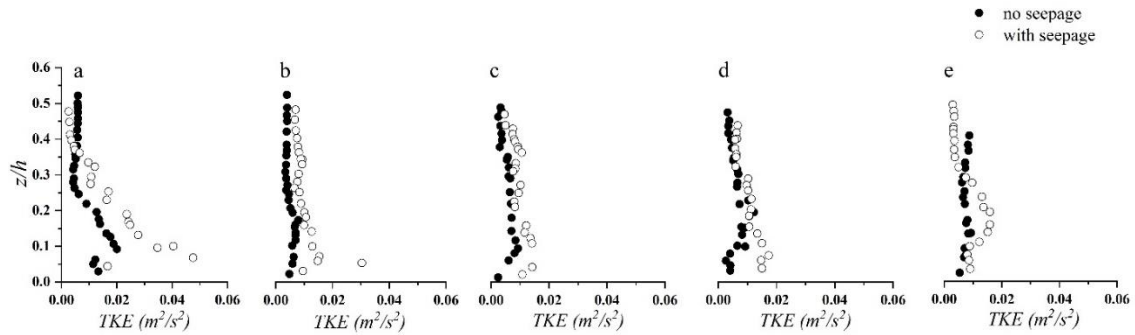 no seepage
with seepage
a b c d e
z/h
0.6
0.5
0.4
0.3
0.2
0.1
0.0
0.00 0.02 0.04 0.06 0.00 0.02 0.04 0.06 0.00 0.02 0.04 0.06 0.00 0.02 0.04 0.06 0.00 0.02 0.04 0.06
TKE (m²/s²) TKE (m²/s²) TKE (m²/s²) TKE (m²/s²) TKE (m²/s²)